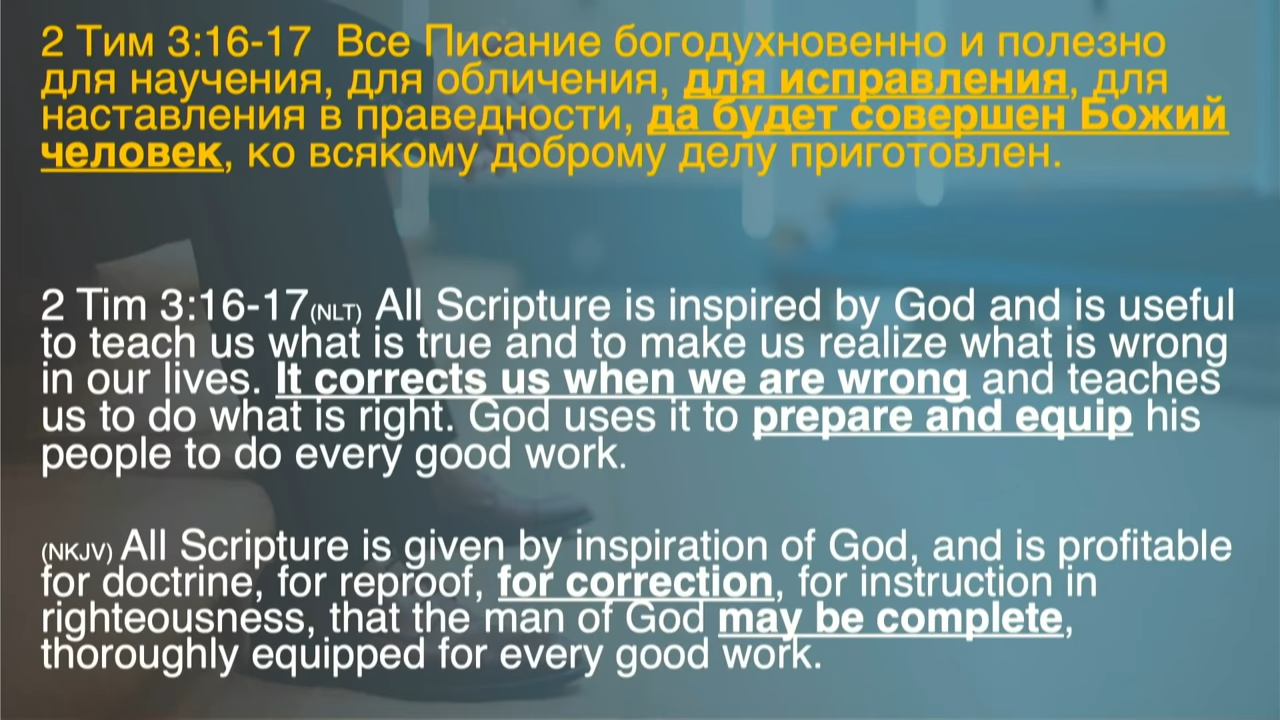 2 Тим 3:16-17  Все Писание богодухновенно и полезно
для научения, для обличения, для исправления, для
наставления в праведности, да будет совершен Божий
человек, ко всякому доброму делу приготовлен.
2 Tim 3:16-17(NLT) All Scripture is inspired by God and is useful
to teach us what is true and to make us realize what is wrong
in our lives. It corrects us when we are wrong and teaches
us to do what is right. God uses it to prepare and equip his
people to do every good work.
(NKJV) All Scripture is given by inspiration of God, and is profitable
for doctrine, for reproof, for correction, for instruction in
righteousness, that the man of God may be complete,
thoroughly equipped for every good work.